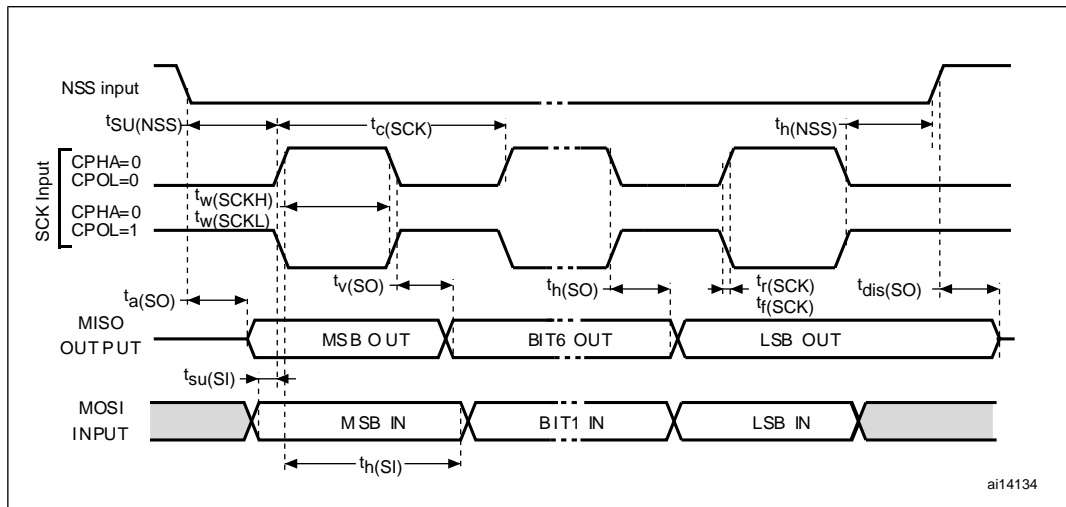 NSS input
tSU(NSS)
tc(SCK)
th(NSS)
SCK Input
CPHA=0
CPOL=0
tw(SCKH)
CPHA=0
tw(SCKL)
CPOL=1
ta(SO)
tv(SO)
th(SO)
tr(SCK)
tf(SCK)
tdis(SO)
MISO
OUTPUT
MSB OUT
BIT6 OUT
LSB OUT
tsu(SI)
MOSI
INPUT
MSB IN
BIT1 IN
LSB IN
th(SI)
ai14134